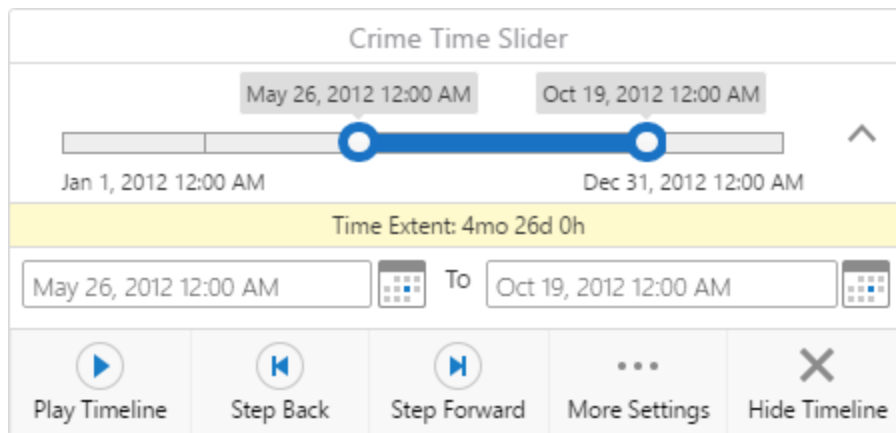 Crime Time Slider
May 26, 2012 12:00 AM Oct 19, 2012 12:00 AM
Jan 1, 2012 12:00 AM Dec 31, 2012 12:00 AM
Time Extent: 4mo 26d 0h
May 26, 2012 12:00 AM To Oct 19, 2012 12:00 AM
Play Timeline Step Back Step Forward More Settings Hide Timeline